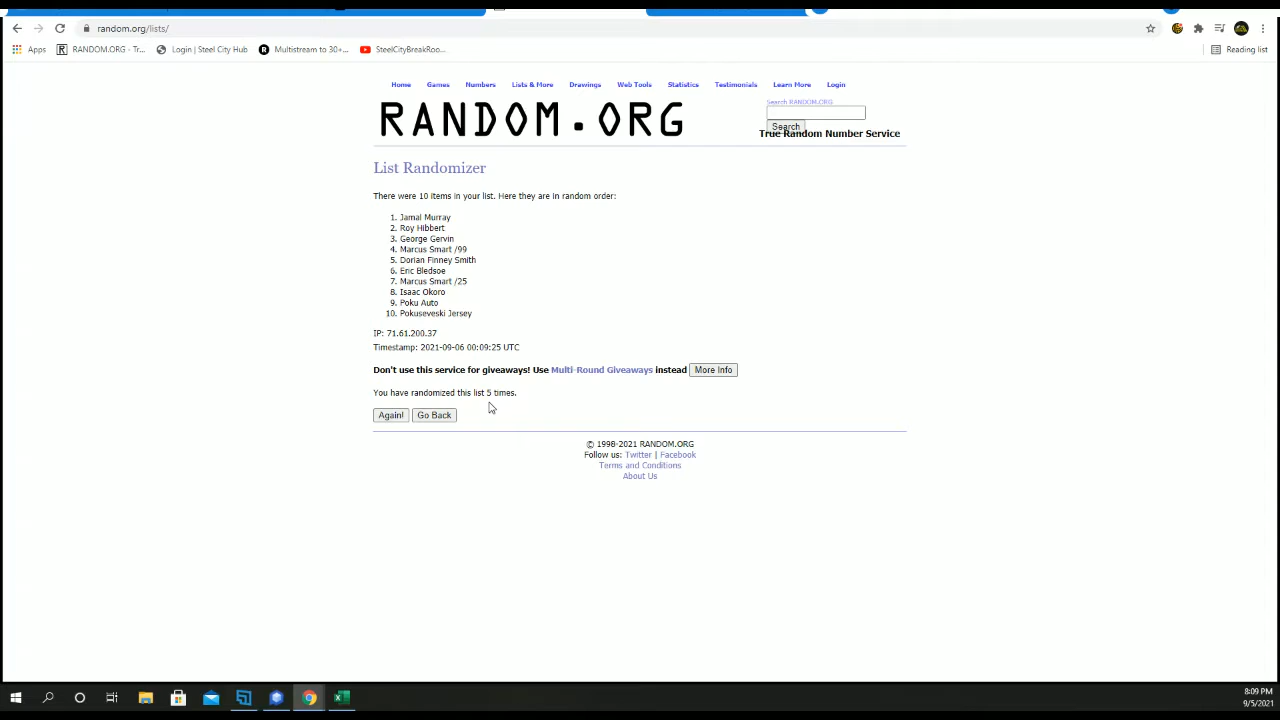 random.org/lists/
Apps
RANDOM.ORG - Tr...
Login | Steel City Hub
Multistream to 30+...
SteelCityBreakRoo...
Reading list
Home Games Numbers Lists & More Drawings Web Tools Statistics Testimonials Learn More Login
RANDOM.ORG
Search RANDOM.ORG
Search
True Random Number Service
List Randomizer
There were 10 items in your list. Here they are in random order:
1. Jamal Murray
2. Roy Hibbert
3. George Gervin
4. Marcus Smart /99
5. Dorian Finney Smith
6. Eric Bledsoe
7. Marcus Smart /25
8. Isaac Okoro
9. Poku Auto
10. Pokuseveski Jersey
IP: 71.61.200.37
Timestamp: 2021-09-06 00:09:25 UTC
Don't use this service for giveaways! Use Multi-Round Giveaways instead More Info
You have randomized this list 5 times.
Again! Go Back
© 1998-2021 RANDOM.ORG
Follow us: Twitter | Facebook
Terms and Conditions
About Us
8:09 PM
9/5/2021